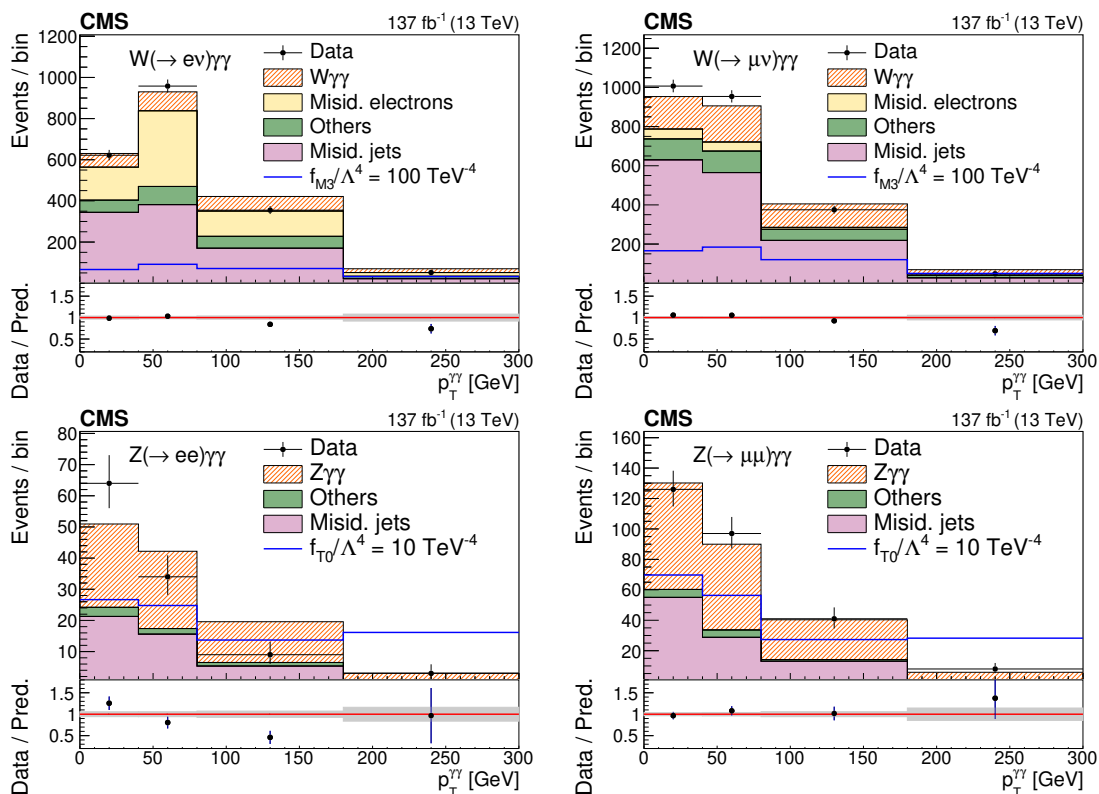 CMS 137 fb⁻¹ (13 TeV)
Events / bin
1200
1000
800
600
400
200
W(→ eν)γγ
Data
Wγγ
Misid. electrons
Others
Misid. jets
f_M3/Λ⁴ = 100 TeV⁻⁴
Data / Pred.
1.5
1
0.5
0 50 100 150 200 250 300
p_T^γγ [GeV]
CMS 137 fb⁻¹ (13 TeV)
Events / bin
1200
1000
800
600
400
200
W(→ μν)γγ
Data
Wγγ
Misid. electrons
Others
Misid. jets
f_M3/Λ⁴ = 100 TeV⁻⁴
Data / Pred.
1.5
1
0.5
0 50 100 150 200 250 300
p_T^γγ [GeV]
CMS 137 fb⁻¹ (13 TeV)
Events / bin
80
70
60
50
40
30
20
10
Z(→ ee)γγ
Data
Zγγ
Others
Misid. jets
f_T0/Λ⁴ = 10 TeV⁻⁴
Data / Pred.
1.5
1
0.5
0 50 100 150 200 250 300
p_T^γγ [GeV]
CMS 137 fb⁻¹ (13 TeV)
Events / bin
160
140
120
100
80
60
40
20
Z(→ μμ)γγ
Data
Zγγ
Others
Misid. jets
f_T0/Λ⁴ = 10 TeV⁻⁴
Data / Pred.
1.5
1
0.5
0 50 100 150 200 250 300
p_T^γγ [GeV]